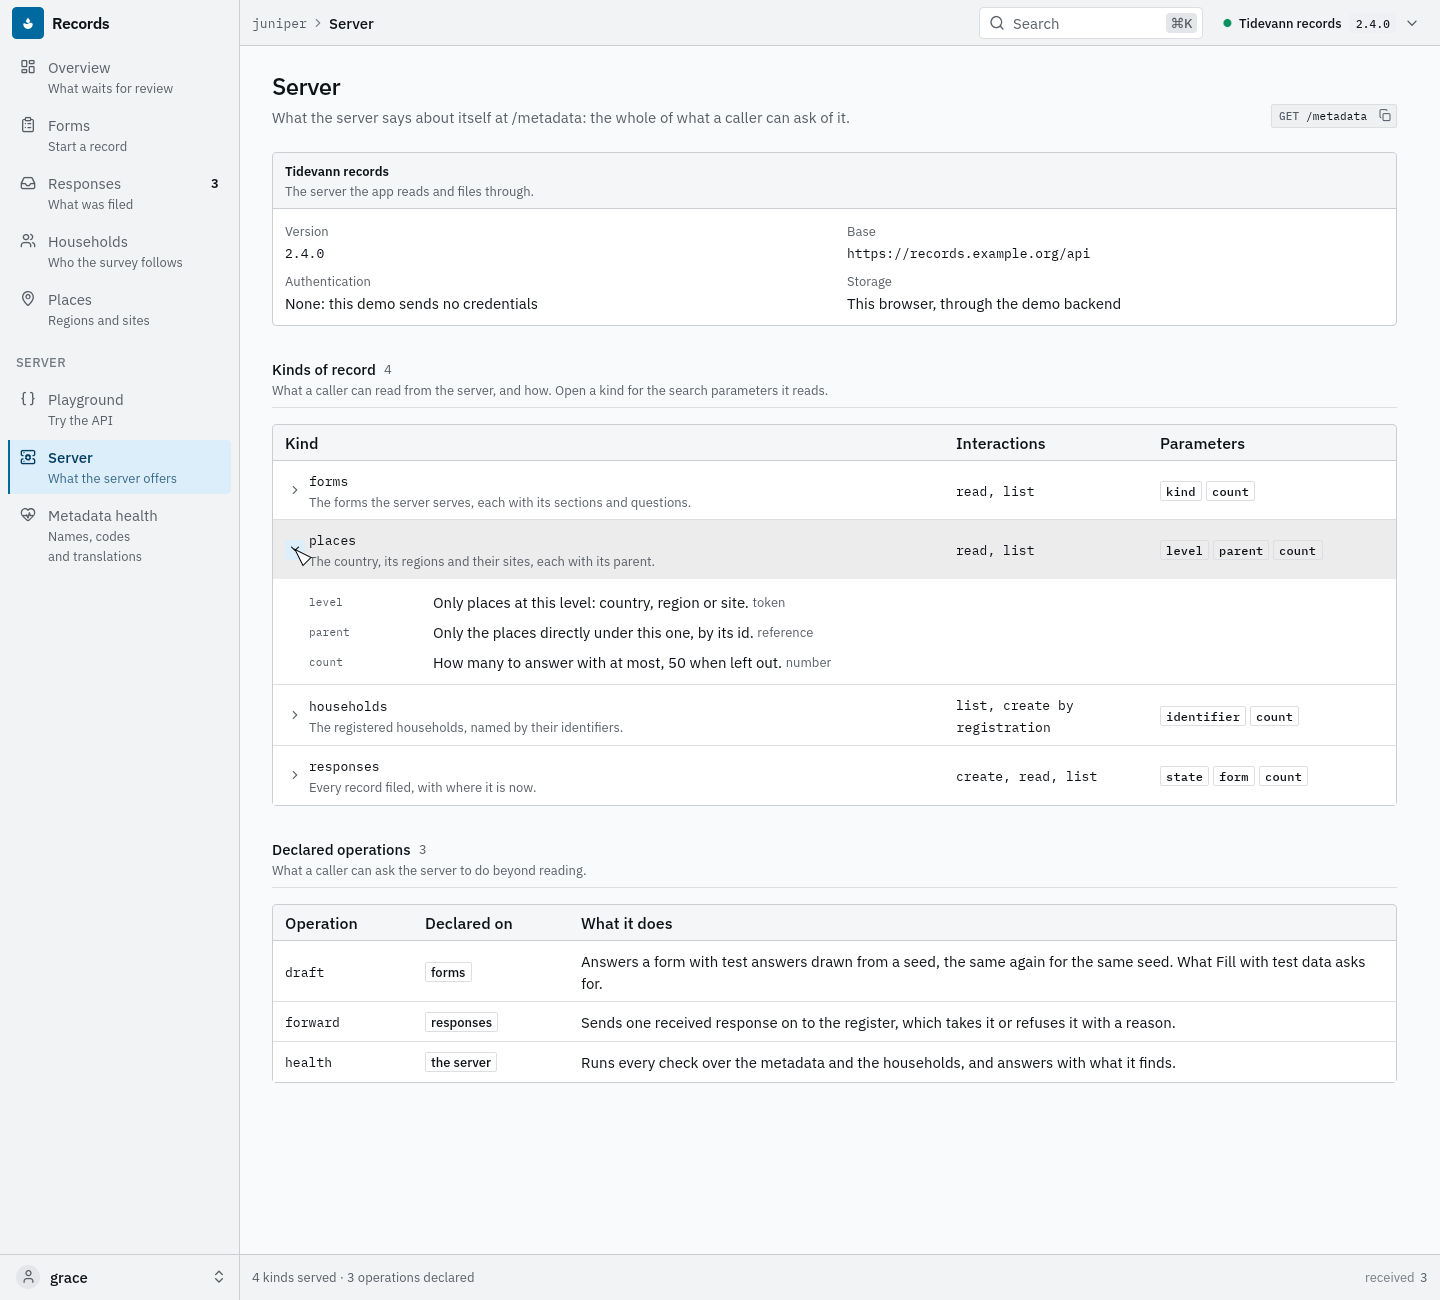 Records
Overview
What waits for review
Forms
Start a record
Responses 3
What was filed
Households
Who the survey follows
Places
Regions and sites
SERVER
Playground
Try the API
Server
What the server offers
Metadata health
Names, codes
and translations
grace
juniper > Server
Search ⌘K
Tidevann records 2.4.0
Server
What the server says about itself at /metadata: the whole of what a caller can ask of it.
GET /metadata
Tidevann records
The server the app reads and files through.
Version
2.4.0
Base
https://records.example.org/api
Authentication
None: this demo sends no credentials
Storage
This browser, through the demo backend
Kinds of record 4
What a caller can read from the server, and how. Open a kind for the search parameters it reads.
Kind Interactions Parameters
forms
The forms the server serves, each with its sections and questions.
read, list
kind count
places
The country, its regions and their sites, each with its parent.
read, list
level parent count
level Only places at this level: country, region or site. token
parent Only the places directly under this one, by its id. reference
count How many to answer with at most, 50 when left out. number
households
The registered households, named by their identifiers.
list, create by
registration
identifier count
responses
Every record filed, with where it is now.
create, read, list
state form count
Declared operations 3
What a caller can ask the server to do beyond reading.
Operation Declared on What it does
draft forms Answers a form with test answers drawn from a seed, the same again for the same seed. What Fill with test data asks
for.
forward responses Sends one received response on to the register, which takes it or refuses it with a reason.
health the server Runs every check over the metadata and the households, and answers with what it finds.
4 kinds served · 3 operations declared
received 3